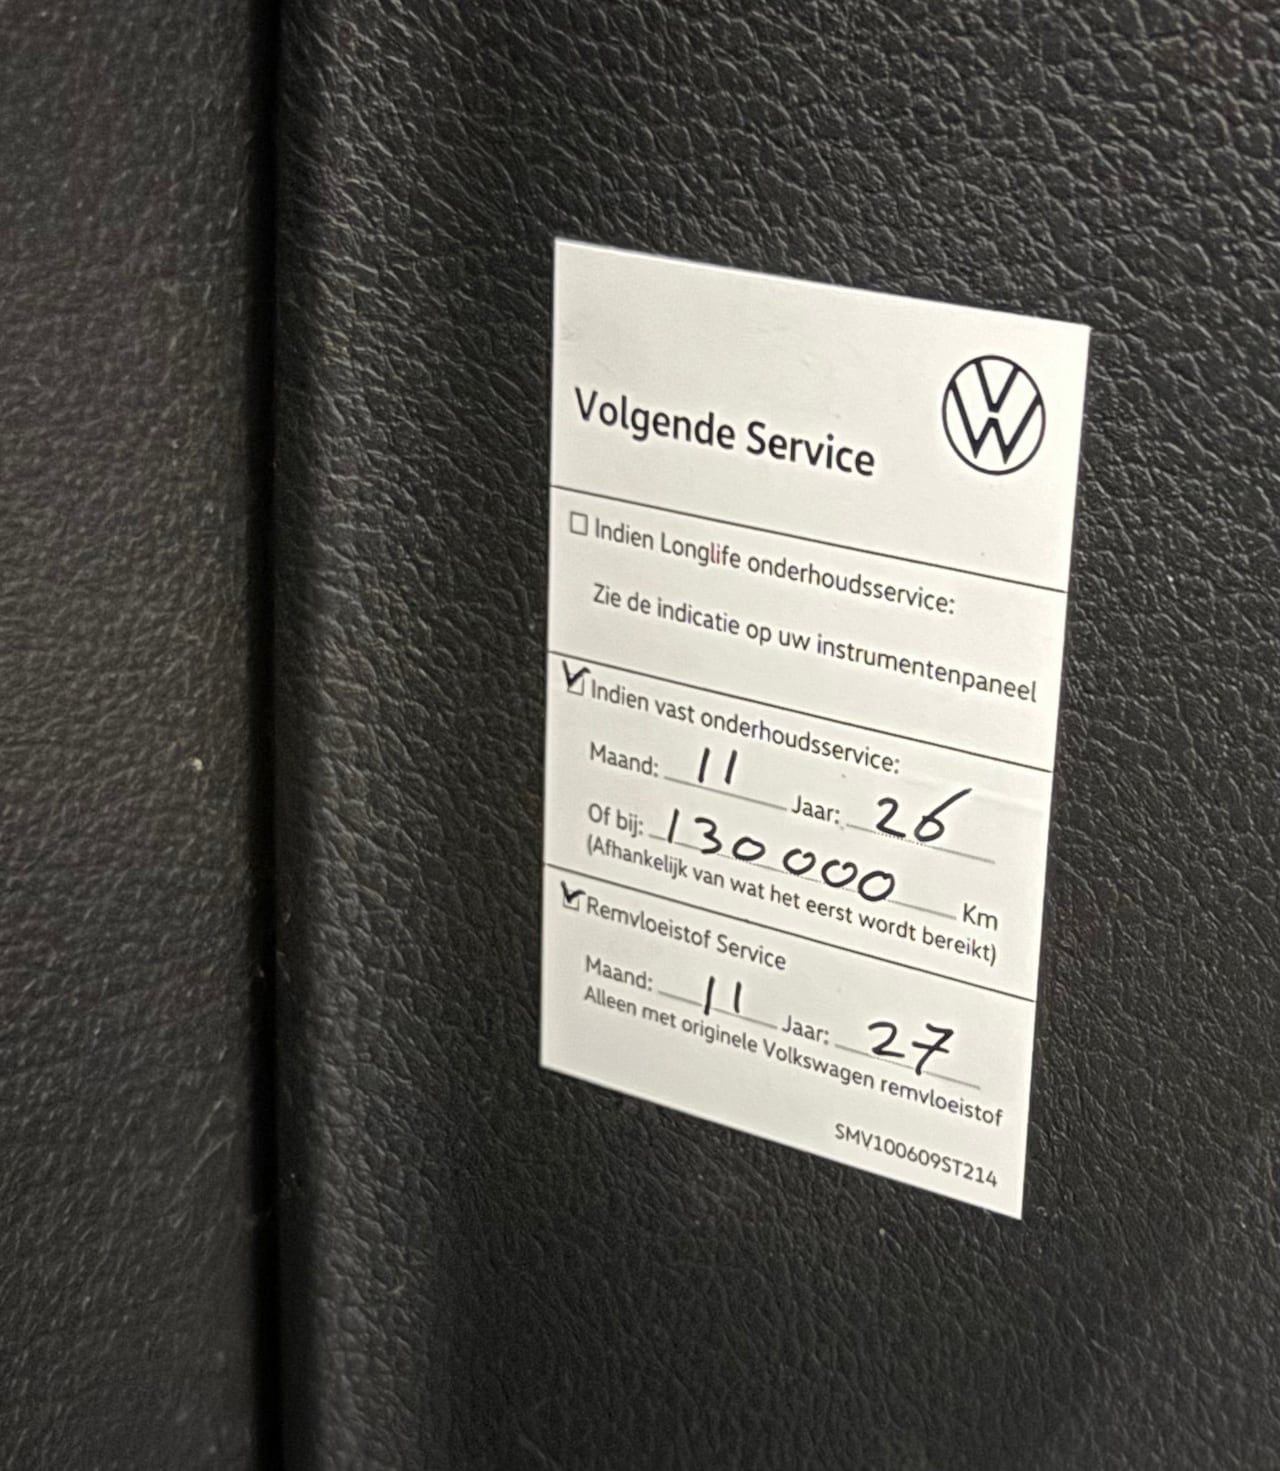 Volgende Service
Indien Longlife onderhoudsservice:
Zie de indicatie op uw instrumentenpaneel
Indien vast onderhoudsservice:
Maand: 11 Jaar: 26
Of bij: 130 000 Km
(Afhankelijk van wat het eerst wordt bereikt)
Remvloeistof Service
Maand: 11 Jaar: 27
Alleen met originele Volkswagen remvloeistof
SMV100609ST214